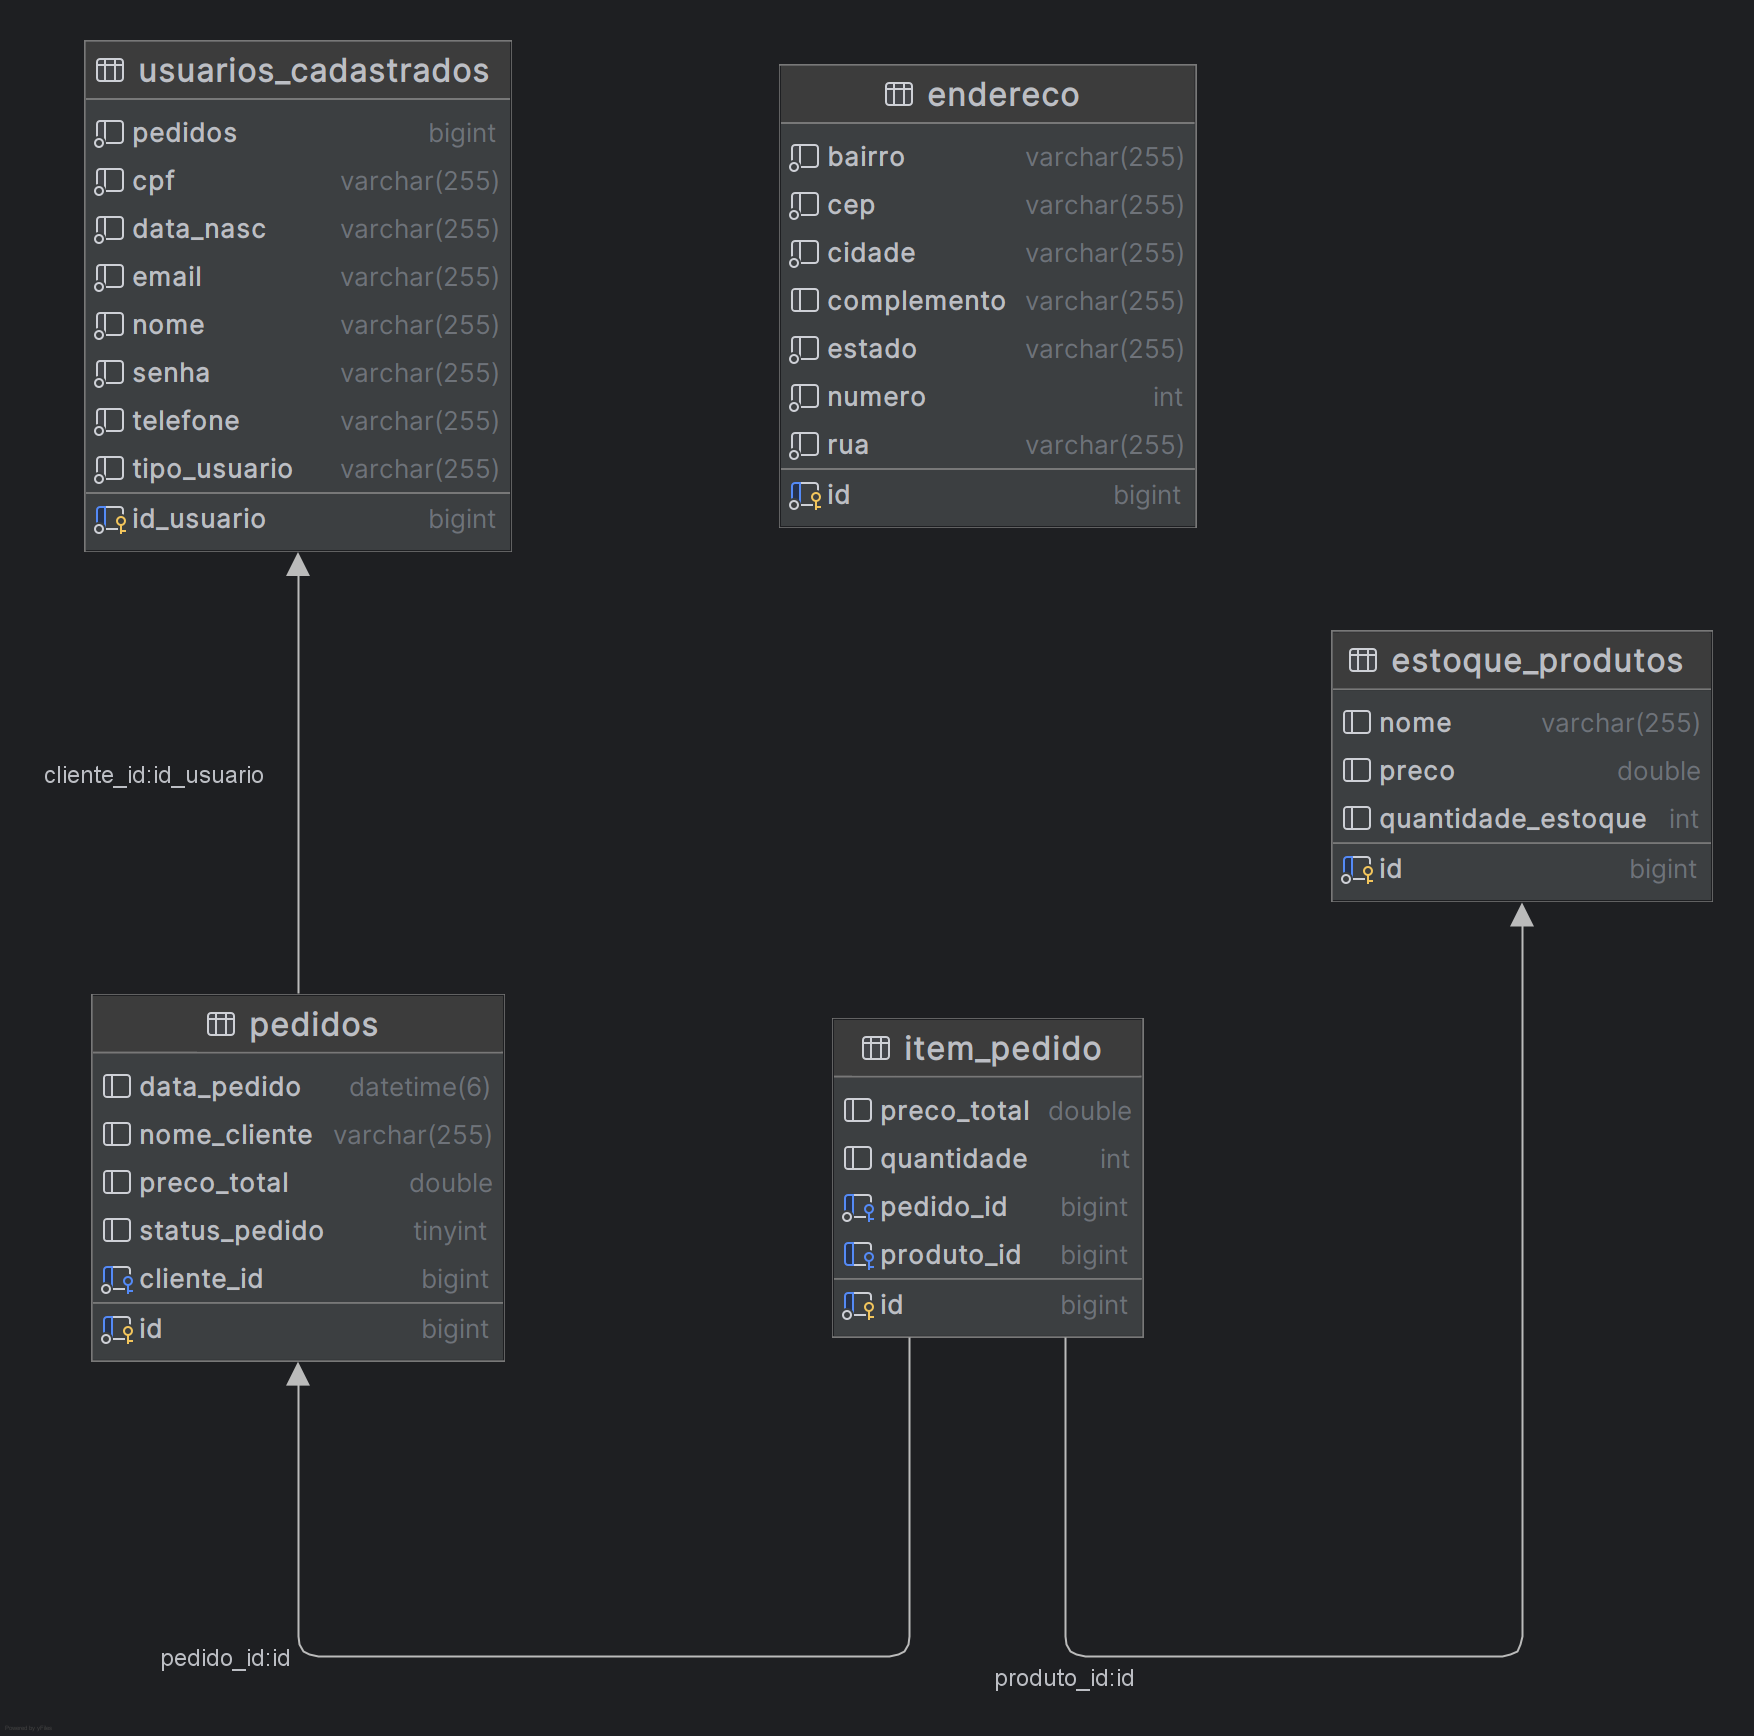 usuarios_cadastrados
pedidos bigint
cpf varchar(255)
data_nasc varchar(255)
email varchar(255)
nome varchar(255)
senha varchar(255)
telefone varchar(255)
tipo_usuario varchar(255)
id_usuario bigint
endereco
bairro varchar(255)
cep varchar(255)
cidade varchar(255)
complemento varchar(255)
estado varchar(255)
numero int
rua varchar(255)
id bigint
estoque_produtos
nome varchar(255)
preco double
quantidade_estoque int
id bigint
cliente_id:id_usuario
pedidos
data_pedido datetime(6)
nome_cliente varchar(255)
preco_total double
status_pedido tinyint
cliente_id bigint
id bigint
item_pedido
preco_total double
quantidade int
pedido_id bigint
produto_id bigint
id bigint
pedido_id:id
produto_id:id
Powered by yFiles